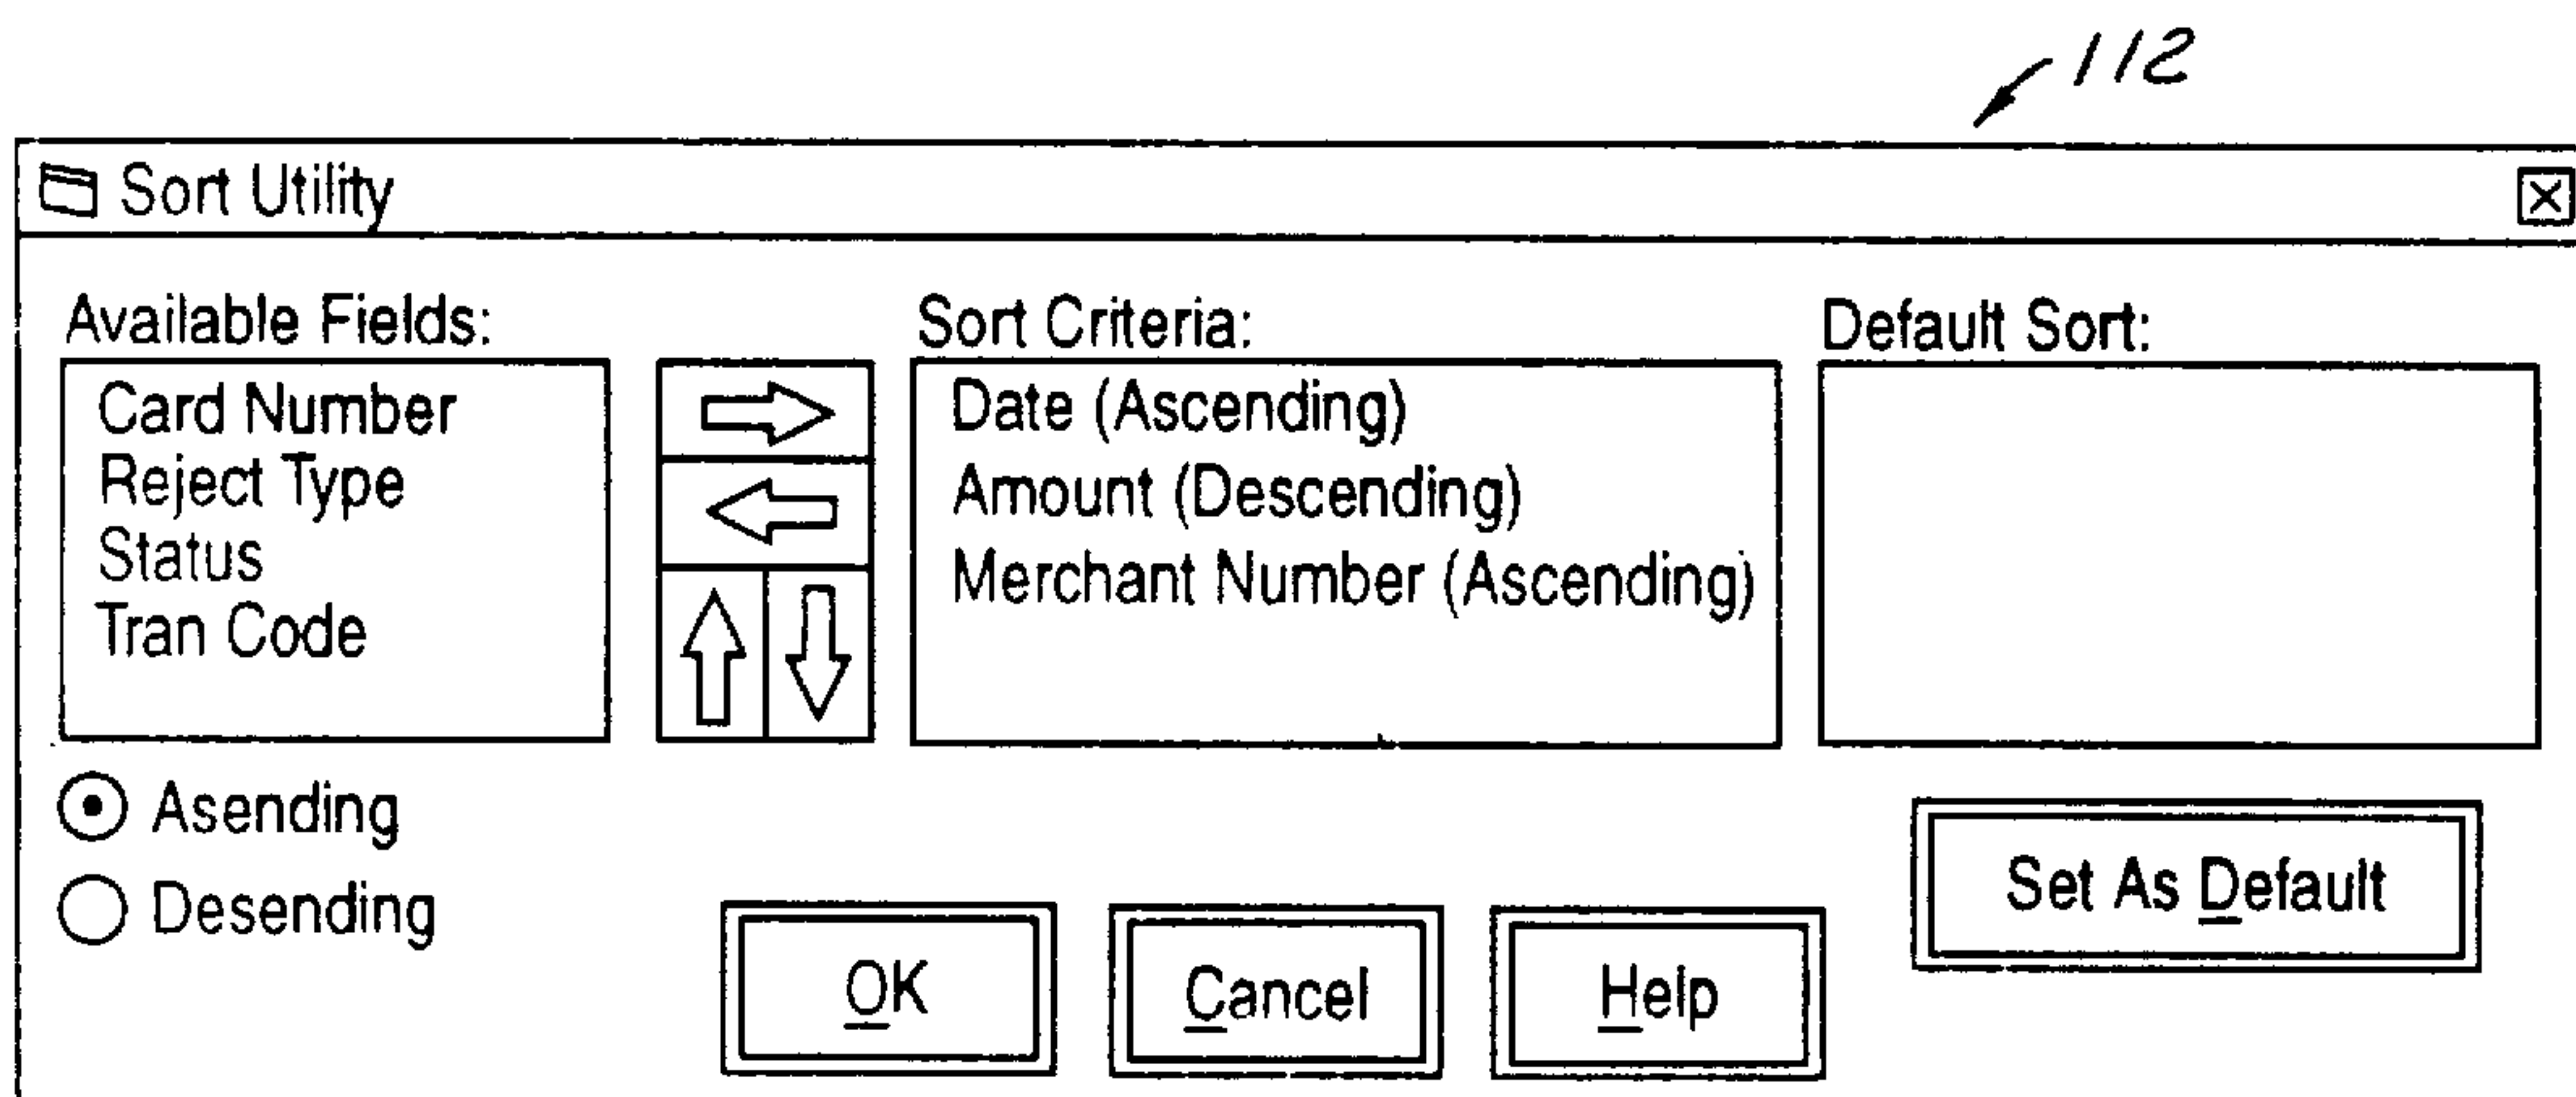 112
Sort Utility
Available Fields:
Card Number
Reject Type
Status
Tran Code
Sort Criteria:
Date (Ascending)
Amount (Descending)
Merchant Number (Ascending)
Default Sort:
Asending
Desending
Set As Default
OK
Cancel
Help